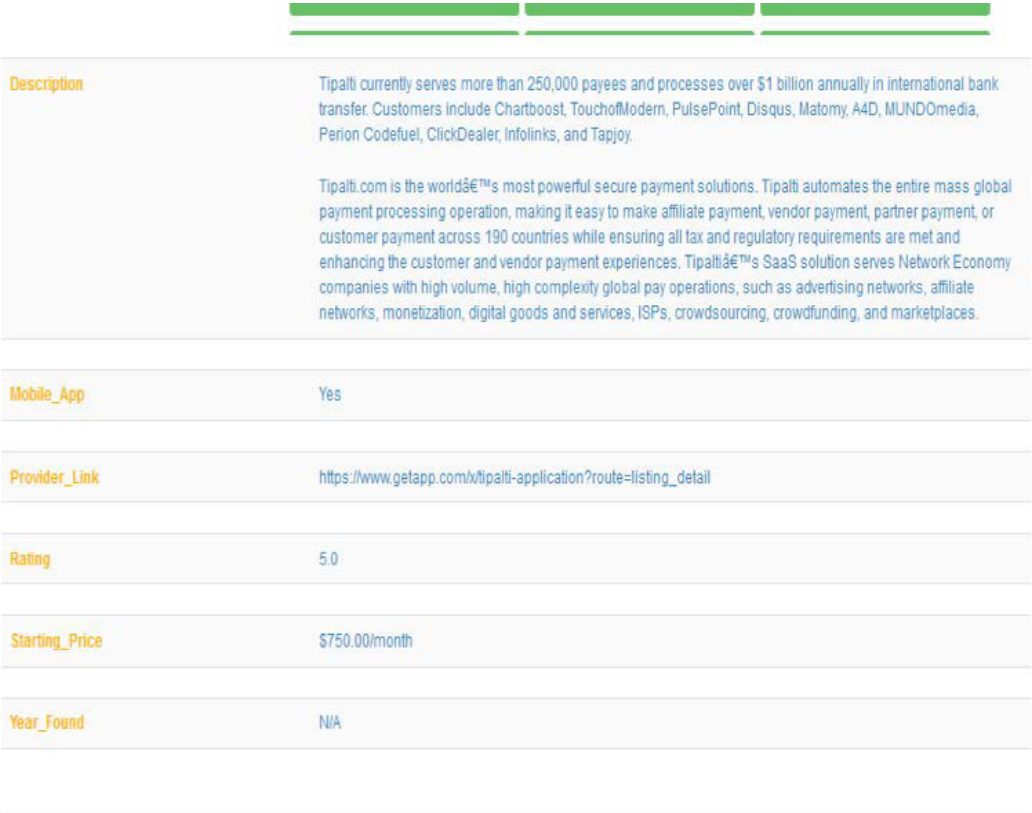 Description
Tipalti currently serves more than 250,000 payees and processes over $1 billion annually in international bank
transfer. Customers include Chartboost, TouchofModern, PulsePoint, Disqus, Matomy, A4D, MUNDOmedia,
Perion Codefuel, ClickDealer, Infolinks, and Tapjoy.
Tipalti.com is the worldâ€™s most powerful secure payment solutions. Tipalti automates the entire mass global
payment processing operation, making it easy to make affiliate payment, vendor payment, partner payment, or
customer payment across 190 countries while ensuring all tax and regulatory requirements are met and
enhancing the customer and vendor payment experiences. Tipaltiâ€™s SaaS solution serves Network Economy
companies with high volume, high complexity global pay operations, such as advertising networks, affiliate
networks, monetization, digital goods and services, ISPs, crowdsourcing, crowdfunding, and marketplaces.
Mobile_App Yes
Provider_Link https://www.getapp.com/x/tipalti-application?route=listing_detail
Rating 5.0
Starting_Price $750.00/month
Year_Found N/A